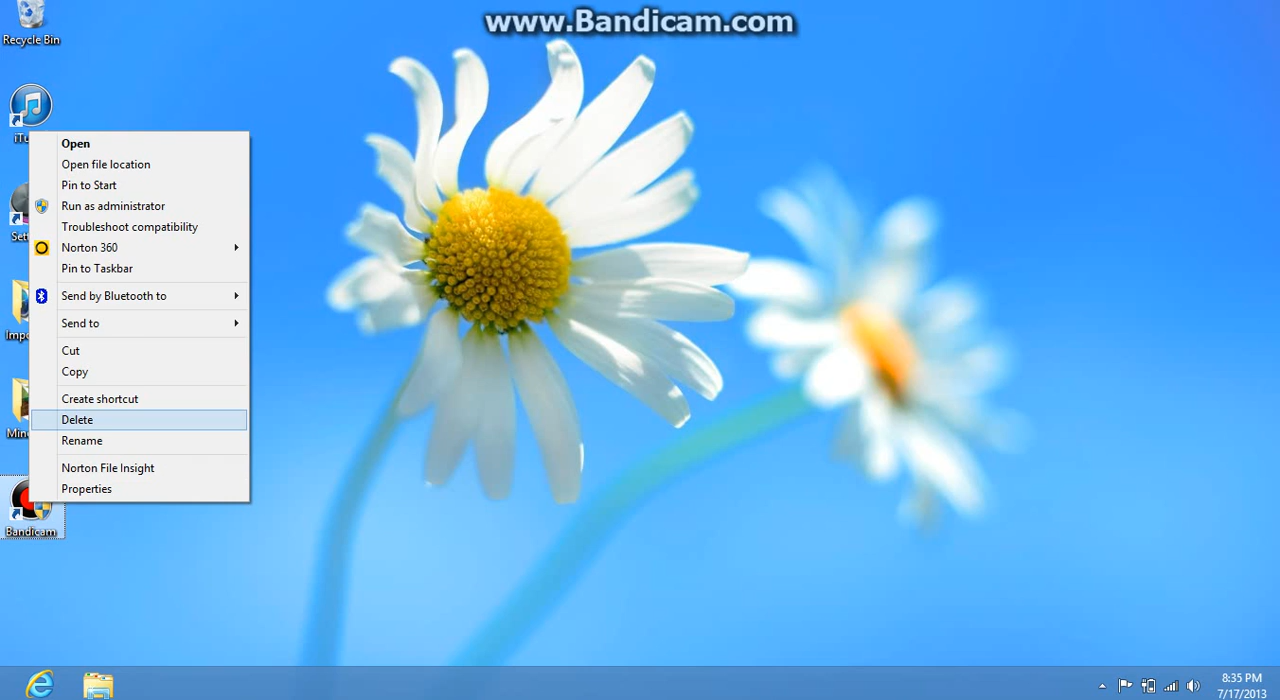 www.Bandicam.com
Recycle Bin
Open
Open file location
Pin to Start
Run as administrator
Troubleshoot compatibility
Norton 360
Pin to Taskbar
Send by Bluetooth to
Send to
Cut
Copy
Create shortcut
Delete
Rename
Norton File Insight
Properties
Bandicam
8:35 PM
7/17/2013